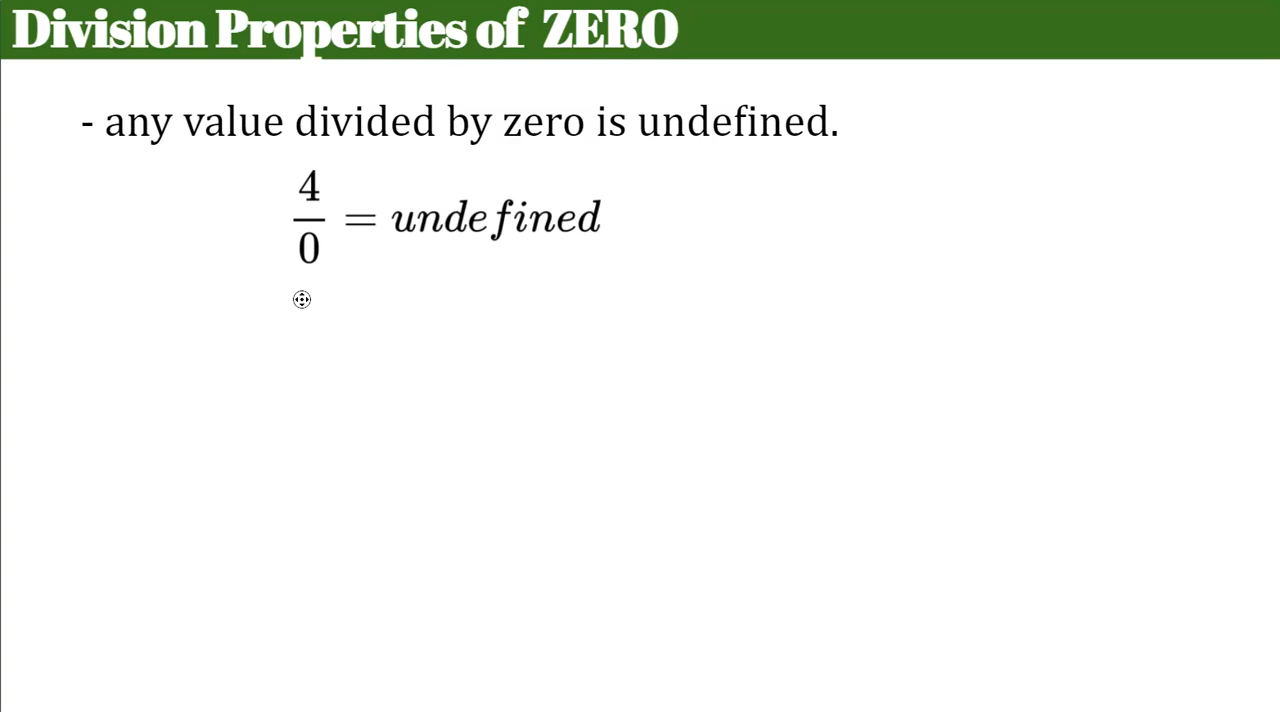 Division Properties of ZERO
- any value divided by zero is undefined.
4
0
= undefined